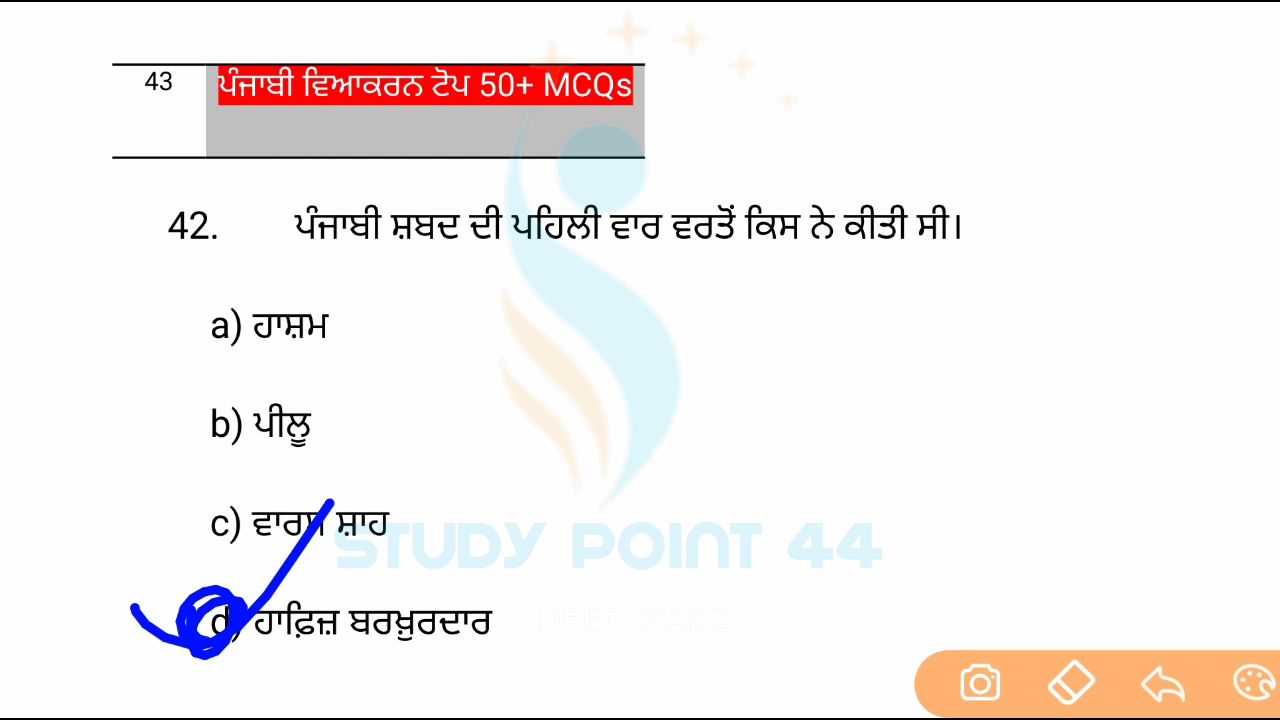 43
ਪੰਜਾਬੀ ਵਿਆਕਰਨ ਟੋਪ 50+ MCQs
42. ਪੰਜਾਬੀ ਸ਼ਬਦ ਦੀ ਪਹਿਲੀ ਵਾਰ ਵਰਤੋਂ ਕਿਸ ਨੇ ਕੀਤੀ ਸੀ।
a) ਹਾਸ਼ਮ
b) ਪੀਲੂ
c) ਵਾਰਸ ਸ਼ਾਹ
STUDY POINT 44
d) ਹਾਫ਼ਿਜ਼ ਬਰਖ਼ੁਰਦਾਰ
DEEP WARZ